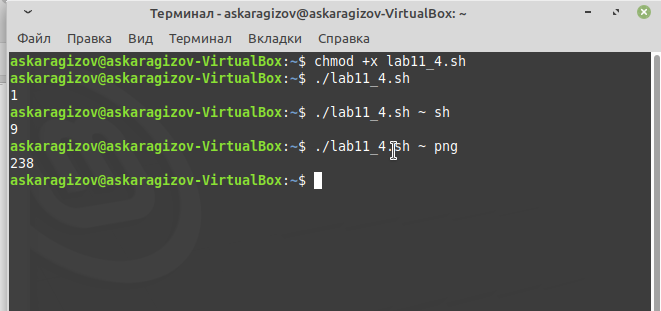 Терминал - askaragizov@askaragizov-VirtualBox: ~
Файл Правка Вид Терминал Вкладки Справка
askaragizov@askaragizov-VirtualBox:~$ chmod +x lab11_4.sh
askaragizov@askaragizov-VirtualBox:~$ ./lab11_4.sh
1
askaragizov@askaragizov-VirtualBox:~$ ./lab11_4.sh ~ sh
9
askaragizov@askaragizov-VirtualBox:~$ ./lab11_4.sh ~ png
238
askaragizov@askaragizov-VirtualBox:~$